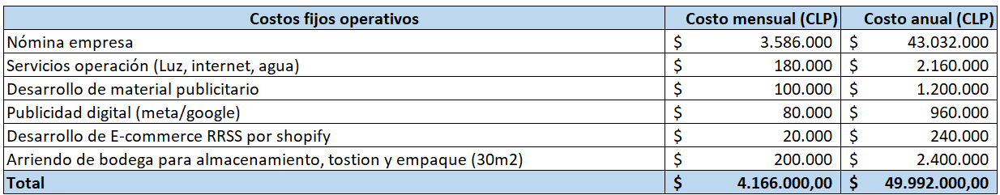 Costos fijos operativos Costo mensual (CLP) Costo anual (CLP)
Nómina empresa $ 3.586.000 $ 43.032.000
Servicios operación (Luz, internet, agua) $ 180.000 $ 2.160.000
Desarrollo de material publicitario $ 100.000 $ 1.200.000
Publicidad digital (meta/google) $ 80.000 $ 960.000
Desarrollo de E-commerce RRSS por shopify $ 20.000 $ 240.000
Arriendo de bodega para almacenamiento, tostion y empaque (30m2) $ 200.000 $ 2.400.000
Total $ 4.166.000,00 $ 49.992.000,00